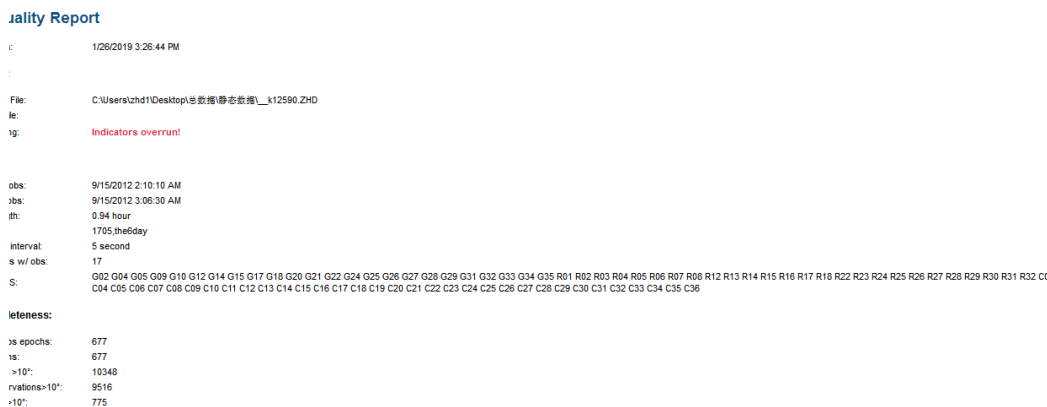 uality Report
1/26/2019 3:26:44 PM
File: C:\Users\zhd1\Desktop\总数据\静态数据\__k12590.ZHD
le:
ng: Indicators overrun!
obs: 9/15/2012 2:10:10 AM
obs: 9/15/2012 3:06:30 AM
gth: 0.94 hour
1705,the6day
interval: 5 second
s w/ obs: 17
S: G02 G04 G05 G09 G10 G12 G14 G15 G17 G18 G20 G21 G22 G24 G25 G26 G27 G28 G29 G31 G32 G33 G34 G35 R01 R02 R03 R04 R05 R06 R07 R08 R12 R13 R14 R15 R16 R17 R18 R22 R23 R24 R25 R26 R27 R28 R29 R30 R31 R32 C0
C04 C05 C06 C07 C08 C09 C10 C11 C12 C13 C14 C15 C16 C17 C18 C19 C20 C21 C22 C23 C24 C25 C26 C27 C28 C29 C30 C31 C32 C33 C34 C35 C36
leteness:
os epochs: 677
ns: 677
>10°: 10348
rvations>10°: 9516
>10°: 775